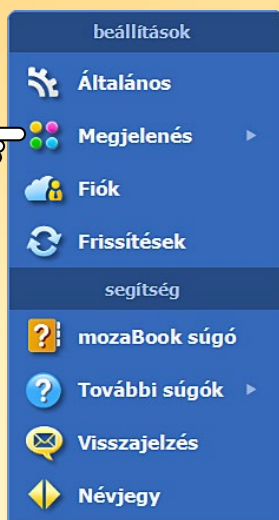 beállítások
Általános
Megjelenés
Fiók
Frissítések
segítség
mozaBook súgó
További súgók
Visszajelzés
Névjegy